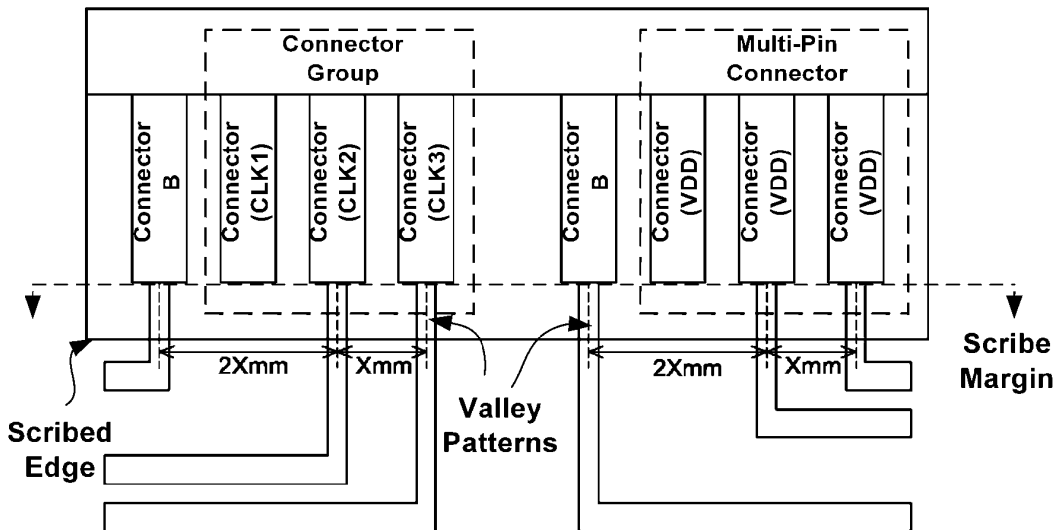 Connector
Group
Multi-Pin
Connector
Connector
B
Connector
(CLK1)
Connector
(CLK2)
Connector
(CLK3)
Connector
B
Connector
(VDD)
Connector
(VDD)
Connector
(VDD)
2Xmm
Xmm
2Xmm
Xmm
Scribe
Margin
Scribed
Edge
Valley
Patterns